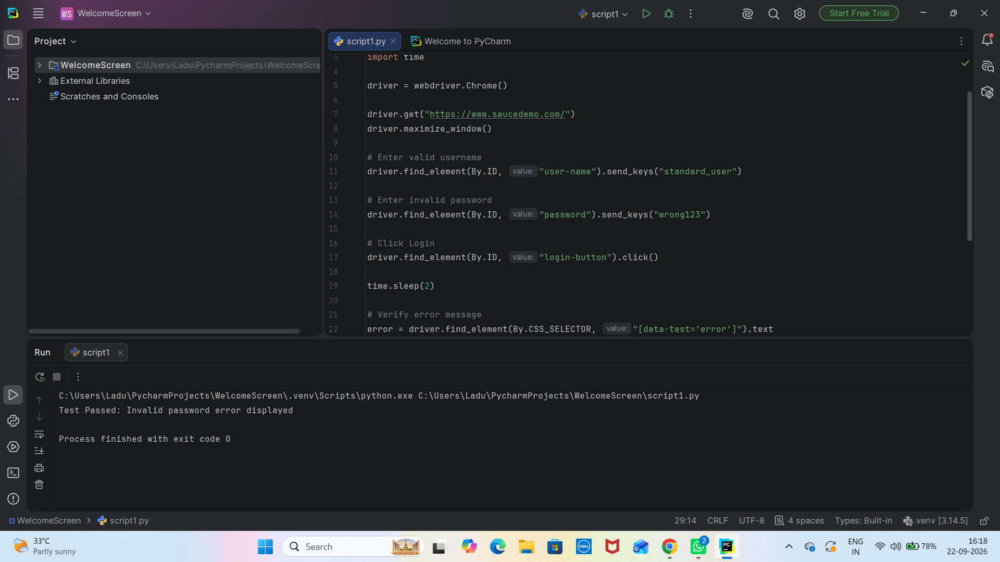 WS WelcomeScreen
script1
Start Free Trial
Project
WelcomeScreen C:\Users\Ladu\PycharmProjects\WelcomeScre
External Libraries
Scratches and Consoles
script1.py
Welcome to PyCharm
3 import time
4
5 driver = webdriver.Chrome()
6
7 driver.get("https://www.saucedemo.com/")
8 driver.maximize_window()
9
10 # Enter valid username
11 driver.find_element(By.ID, value: "user-name").send_keys("standard_user")
12
13 # Enter invalid password
14 driver.find_element(By.ID, value: "password").send_keys("wrong123")
15
16 # Click Login
17 driver.find_element(By.ID, value: "login-button").click()
18
19 time.sleep(2)
20
21 # Verify error message
22 error = driver.find_element(By.CSS_SELECTOR, value: "[data-test='error']").text
Run script1
C:\Users\Ladu\PycharmProjects\WelcomeScreen\.venv\Scripts\python.exe C:\Users\Ladu\PycharmProjects\WelcomeScreen\script1.py
Test Passed: Invalid password error displayed
Process finished with exit code 0
WelcomeScreen > script1.py
29:14 CRLF UTF-8 4 spaces Types: Built-in .venv [3.14.5]
33°C
Partly sunny
Search
DELL
2
PC
ENG
IN
78%
16:18
22-09-2026